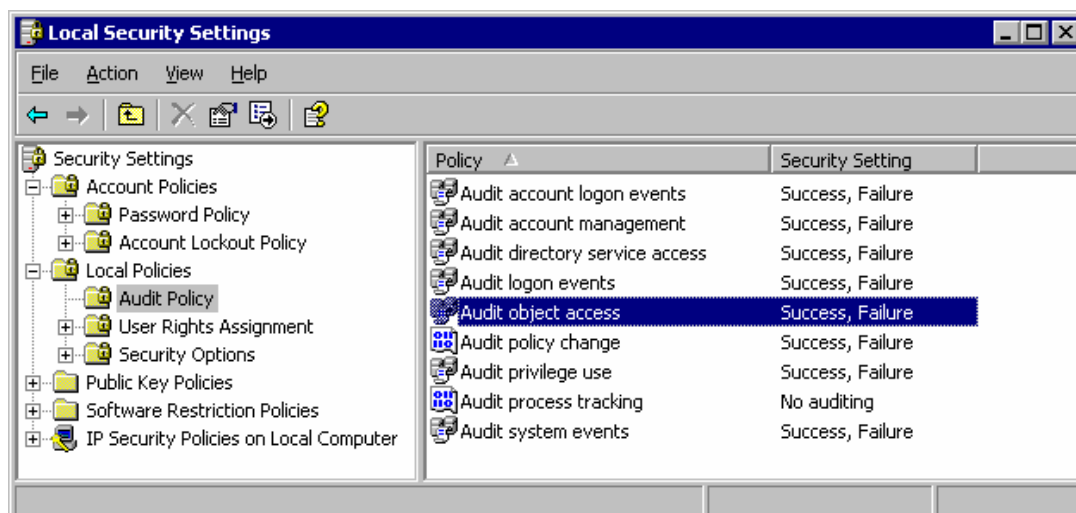 Local Security Settings
File Action View Help
Security Settings
Account Policies
Password Policy
Account Lockout Policy
Local Policies
Audit Policy
User Rights Assignment
Security Options
Public Key Policies
Software Restriction Policies
IP Security Policies on Local Computer
Policy Security Setting
Audit account logon events Success, Failure
Audit account management Success, Failure
Audit directory service access Success, Failure
Audit logon events Success, Failure
Audit object access Success, Failure
Audit policy change Success, Failure
Audit privilege use Success, Failure
Audit process tracking No auditing
Audit system events Success, Failure